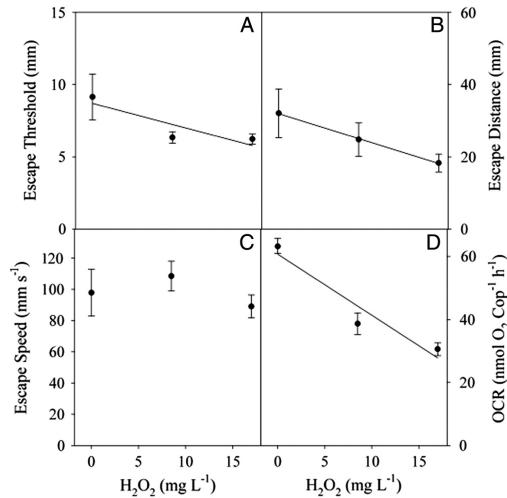 A
B
15
10
5
0
Escape Threshold (mm)
60
40
20
0
Escape Distance (mm)
C
D
120
100
80
60
40
20
0
Escape Speed (mm s⁻¹)
60
40
20
0
OCR (nmol O, Cop⁻¹ h⁻¹)
0 5 10 15
0 5 10 15
H₂O₂ (mg L⁻¹)
H₂O₂ (mg L⁻¹)